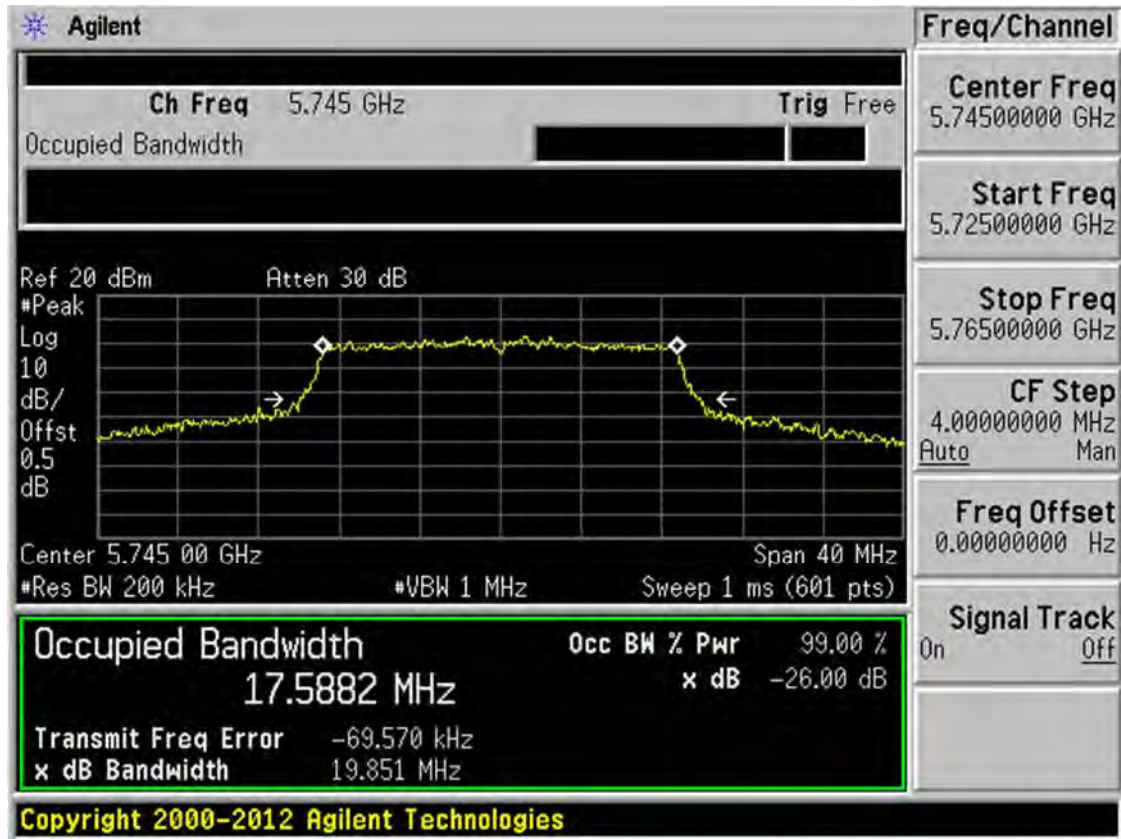 Agilent
Freq/Channel
Ch Freq 5.745 GHz Trig Free
Occupied Bandwidth
Center Freq
5.74500000 GHz
Start Freq
5.72500000 GHz
Stop Freq
5.76500000 GHz
CF Step
4.00000000 MHz
Auto Man
Freq Offset
0.00000000 Hz
Signal Track
On Off
Ref 20 dBm Atten 30 dB
#Peak
Log
10
dB/
Offst
0.5
dB
Center 5.745 00 GHz Span 40 MHz
#Res BW 200 kHz #VBW 1 MHz Sweep 1 ms (601 pts)
Occupied Bandwidth Occ BW % Pwr 99.00 %
17.5882 MHz x dB -26.00 dB
Transmit Freq Error -69.570 kHz
x dB Bandwidth 19.851 MHz
Copyright 2000-2012 Agilent Technologies